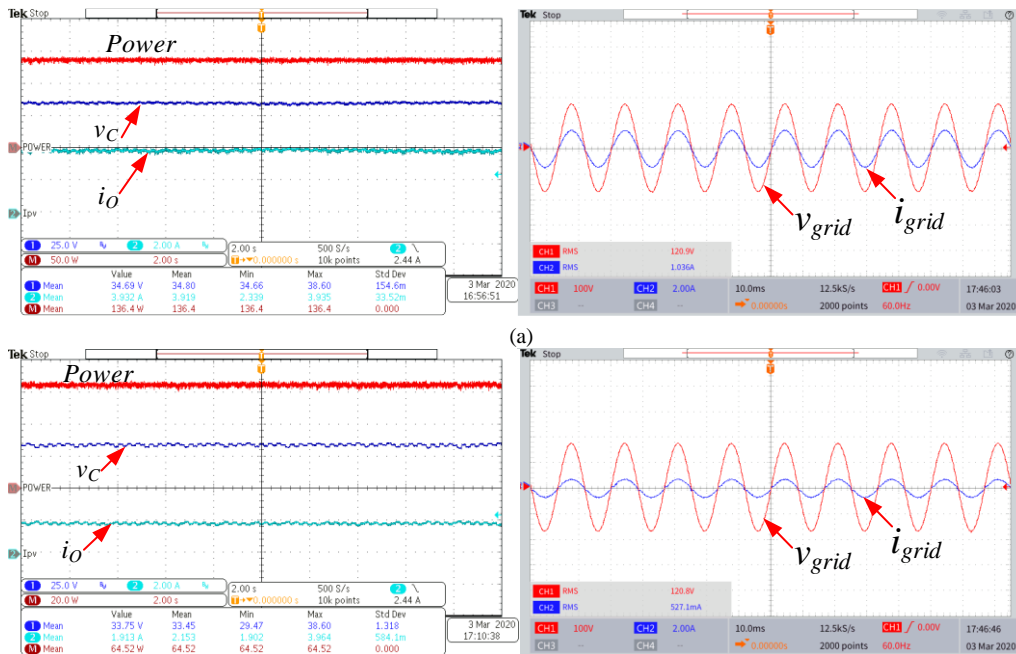 Tek Stop
T
T
Power
v_C
POWER
i_O
2 Ipv
1 25.0 V 2 2.00 A
M 50.0 W 2.00 s
2.00 s 500 S/s 2 \
T→▼0.000000 s 10k points 2.44 A
Value Mean Min Max Std Dev
1 Mean 34.69 V 34.80 34.66 38.60 154.6m
2 Mean 3.932 A 3.919 2.339 3.935 33.52m
M Mean 136.4 W 136.4 136.4 136.4 0.000
3 Mar 2020
16:56:51
Tek Stop
T
T
v_grid
i_grid
CH1 RMS 120.9V
CH2 RMS 1.036A
CH1 100V CH2 2.00A 10.0ms 12.5kS/s CH1 / 0.00V 17:46:03
CH3 -- CH4 -- 0.00000s 2000 points 60.0Hz 03 Mar 2020
(a)
Tek Stop
T
T
Power
v_C
POWER
i_O
2 Ipv
1 25.0 V 2 2.00 A
M 20.0 W 2.00 s
2.00 s 500 S/s 2 \
T→▼0.000000 s 10k points 2.44 A
Value Mean Min Max Std Dev
1 Mean 33.75 V 33.45 29.47 38.60 1.318
2 Mean 1.913 A 2.153 1.902 3.964 584.1m
M Mean 64.52 W 64.52 64.52 64.52 0.000
3 Mar 2020
17:10:38
Tek Stop
T
T
v_grid
i_grid
CH1 RMS 120.8V
CH2 RMS 527.1mA
CH1 100V CH2 2.00A 10.0ms 12.5kS/s CH1 / 0.00V 17:46:46
CH3 -- CH4 -- 0.00000s 2000 points 60.0Hz 03 Mar 2020